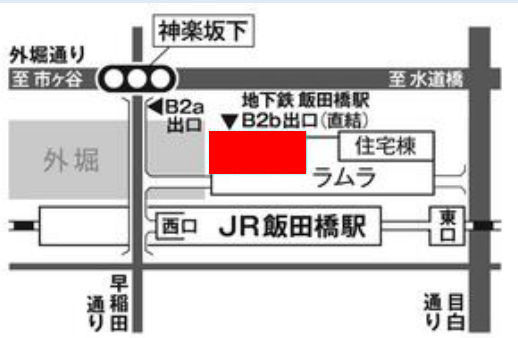 神楽坂下
外堀通り
至 市ヶ谷
至 水道橋
B2a
出口
地下鉄 飯田橋駅
B2b出口(直結)
外堀
住宅棟
ラムラ
西口
JR飯田橋駅
東口
早稲田通り
目白通り